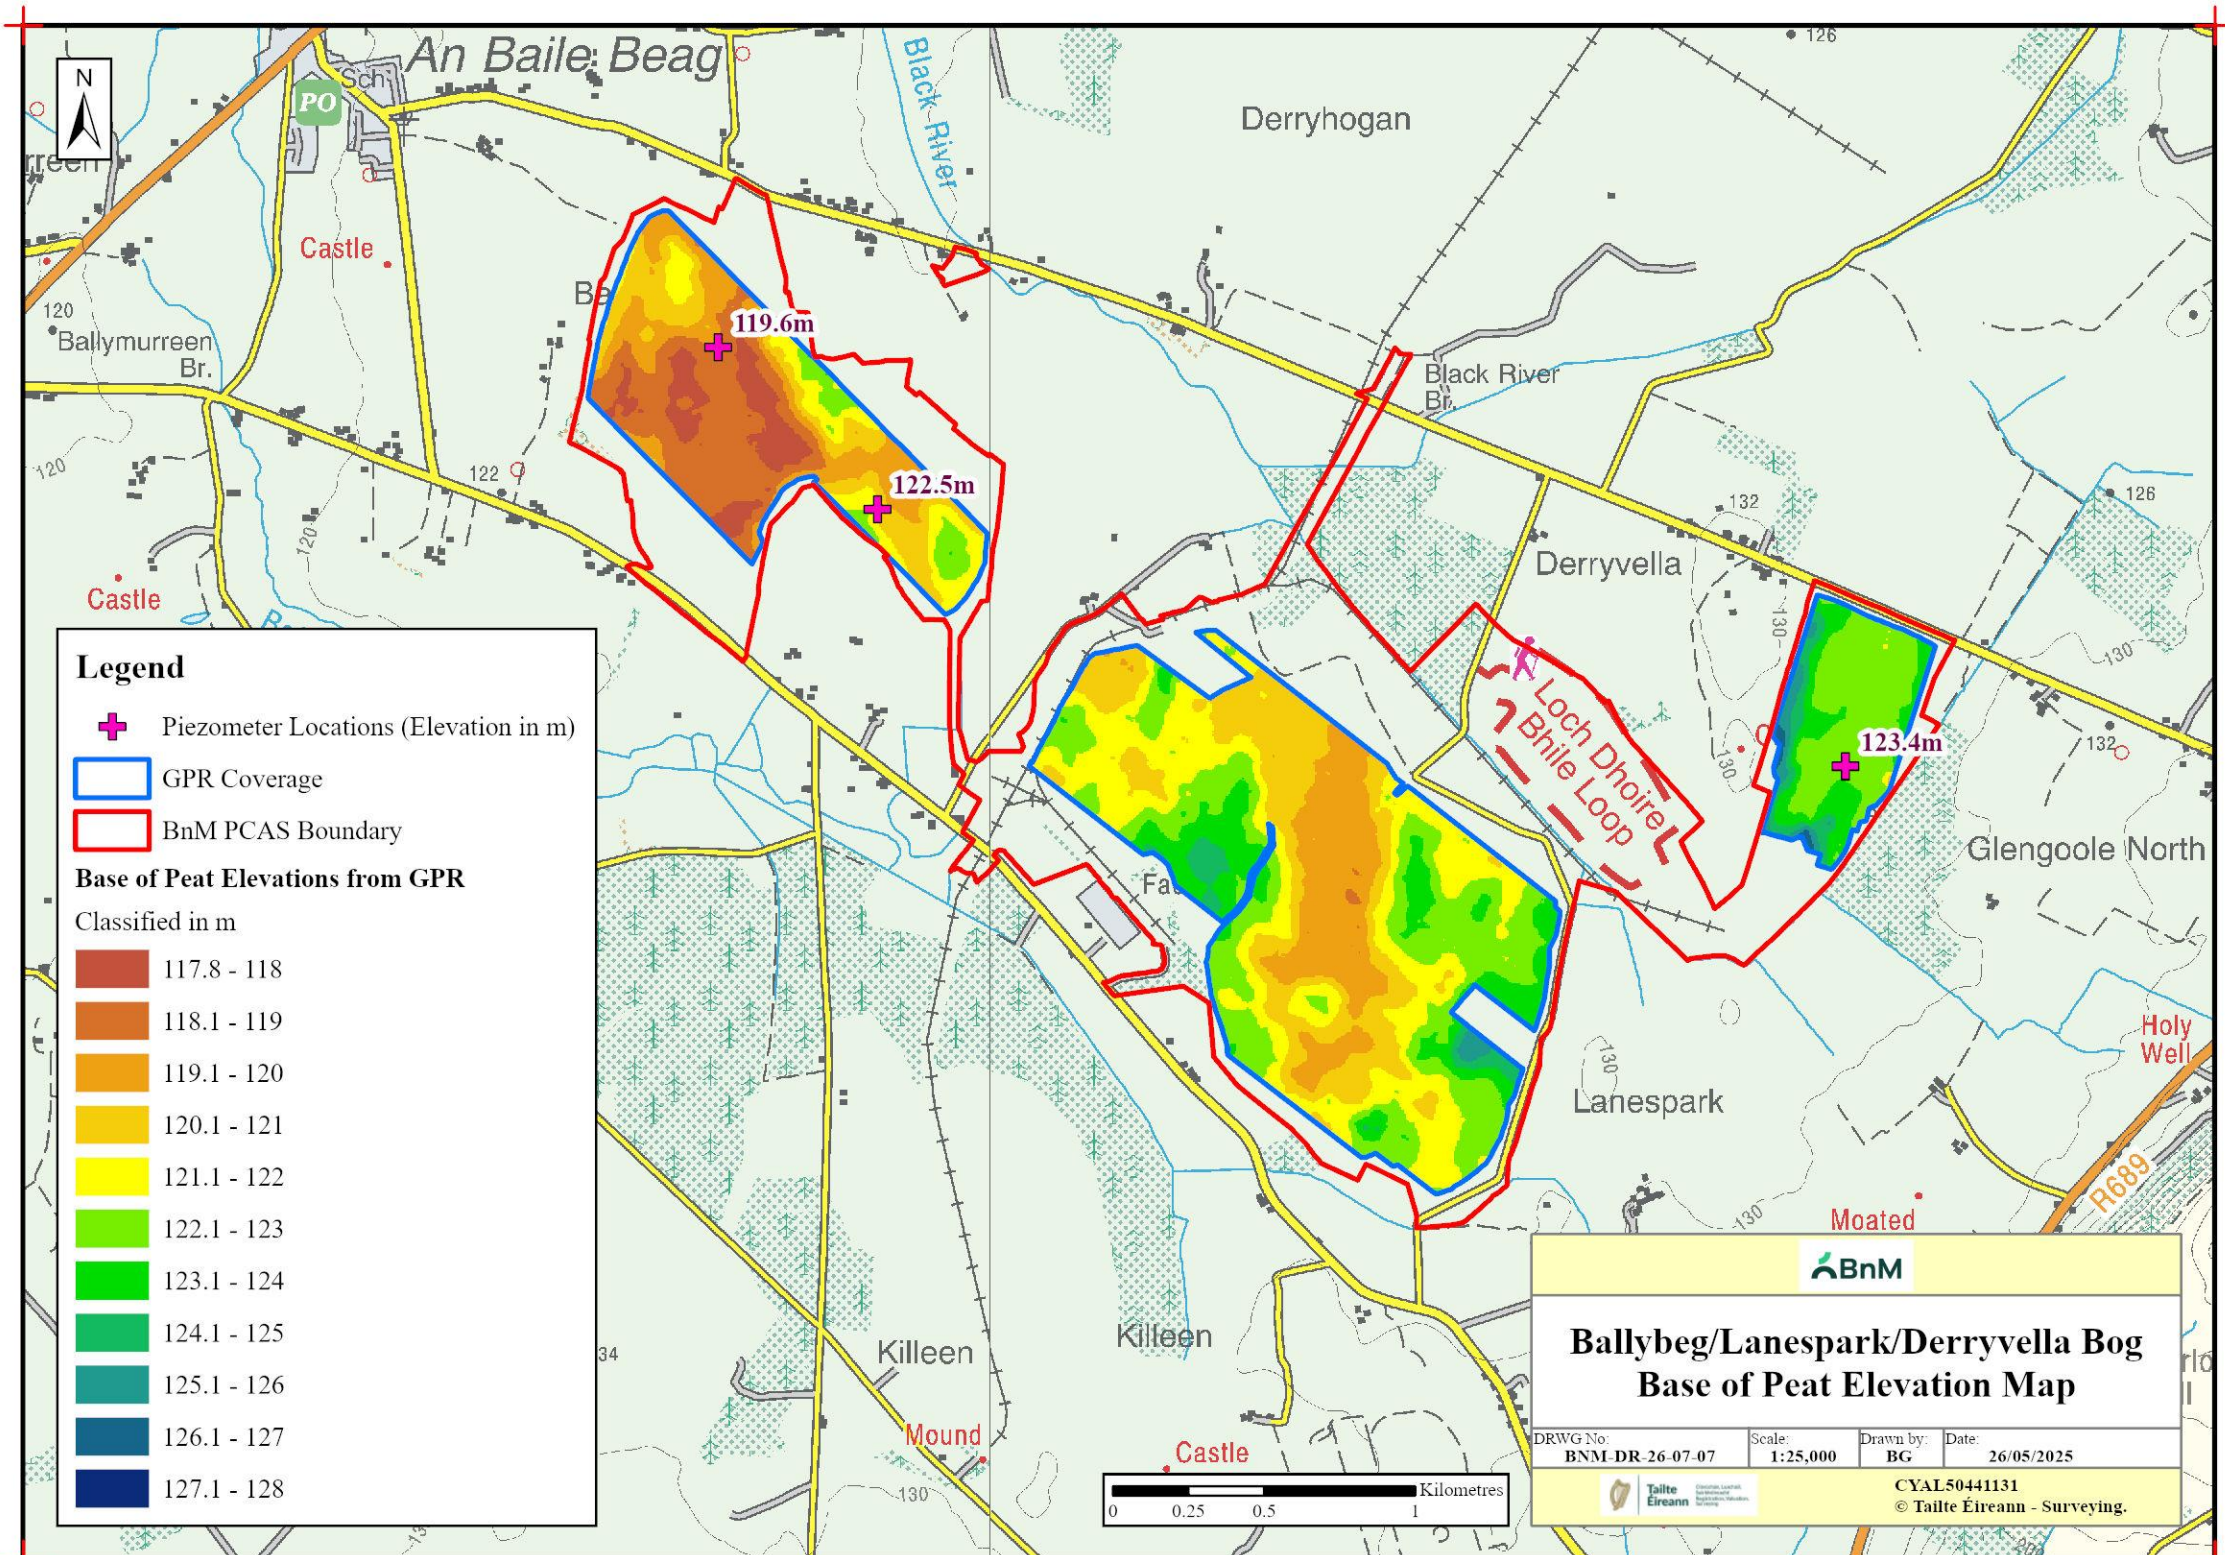 N
An Baile Beag
Sch
PO
rreen
Black River
Derryhogan
126
Castle
120
Ballymurreen
Br.
Ba
119.6m
Black River
Br.
120
122
122.5m
120
132
126
Derryvella
Castle
130
130
Loch Dhoire
Bhile Loop
130
123.4m
132
Glengoole North
Fa
Holy
Well
130
Lanespark
R689
130
Moated
34
Killeen
Killeen
Mound
Castle
130
Legend
Piezometer Locations (Elevation in m)
GPR Coverage
BnM PCAS Boundary
Base of Peat Elevations from GPR
Classified in m
117.8 - 118
118.1 - 119
119.1 - 120
120.1 - 121
121.1 - 122
122.1 - 123
123.1 - 124
124.1 - 125
125.1 - 126
126.1 - 127
127.1 - 128
Kilometres
0 0.25 0.5 1
BnM
Ballybeg/Lanespark/Derryvella Bog
Base of Peat Elevation Map
DRWG No: Scale: Drawn by: Date:
BNM-DR-26-07-07 1:25,000 BG 26/05/2025
Tailte
Éireann
CYAL50441131
© Tailte Éireann - Surveying.